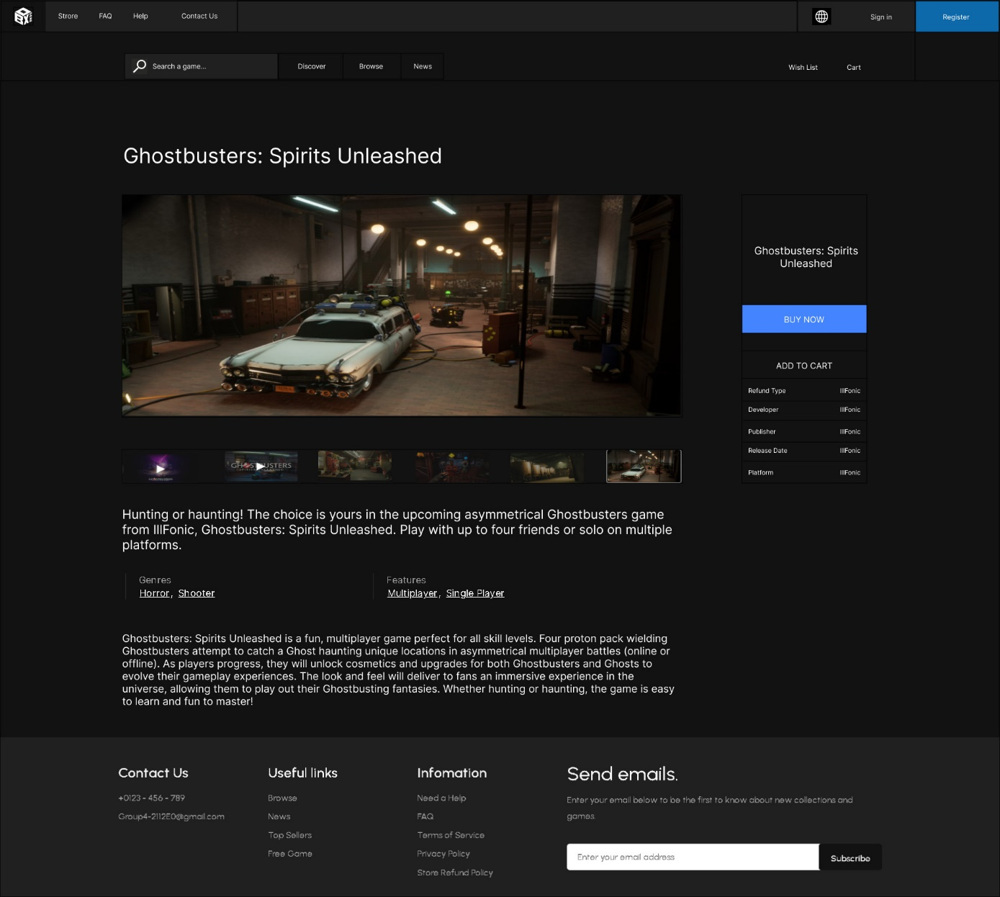 Strore FAQ Help Contact Us Sign in Register
Search a game... Discover Browse News Wish List Cart
Ghostbusters: Spirits Unleashed
Ghostbusters: Spirits
Unleashed
BUY NOW
ADD TO CART
Refund Type IllFonic
Developer IllFonic
Publisher IllFonic
Release Date IllFonic
Platform IllFonic
GHOSTBUSTERS
Hunting or haunting! The choice is yours in the upcoming asymmetrical Ghostbusters game
from IllFonic, Ghostbusters: Spirits Unleashed. Play with up to four friends or solo on multiple
platforms.
Genres Features
Horror, Shooter Multiplayer, Single Player
Ghostbusters: Spirits Unleashed is a fun, multiplayer game perfect for all skill levels. Four proton pack wielding
Ghostbusters attempt to catch a Ghost haunting unique locations in asymmetrical multiplayer battles (online or
offline). As players progress, they will unlock cosmetics and upgrades for both Ghostbusters and Ghosts to
evolve their gameplay experiences. The look and feel will deliver to fans an immersive experience in the
universe, allowing them to play out their Ghostbusting fantasies. Whether hunting or haunting, the game is easy
to learn and fun to master!
Contact Us
+0123 - 456 - 789
Group4-2112E0@gmail.com
Useful links
Browse
News
Top Sellers
Free Game
Infomation
Need a Help
FAQ
Terms of Service
Privacy Policy
Store Refund Policy
Send emails.
Enter your email below to be the first to know about new collections and
games.
Enter your email address Subscribe